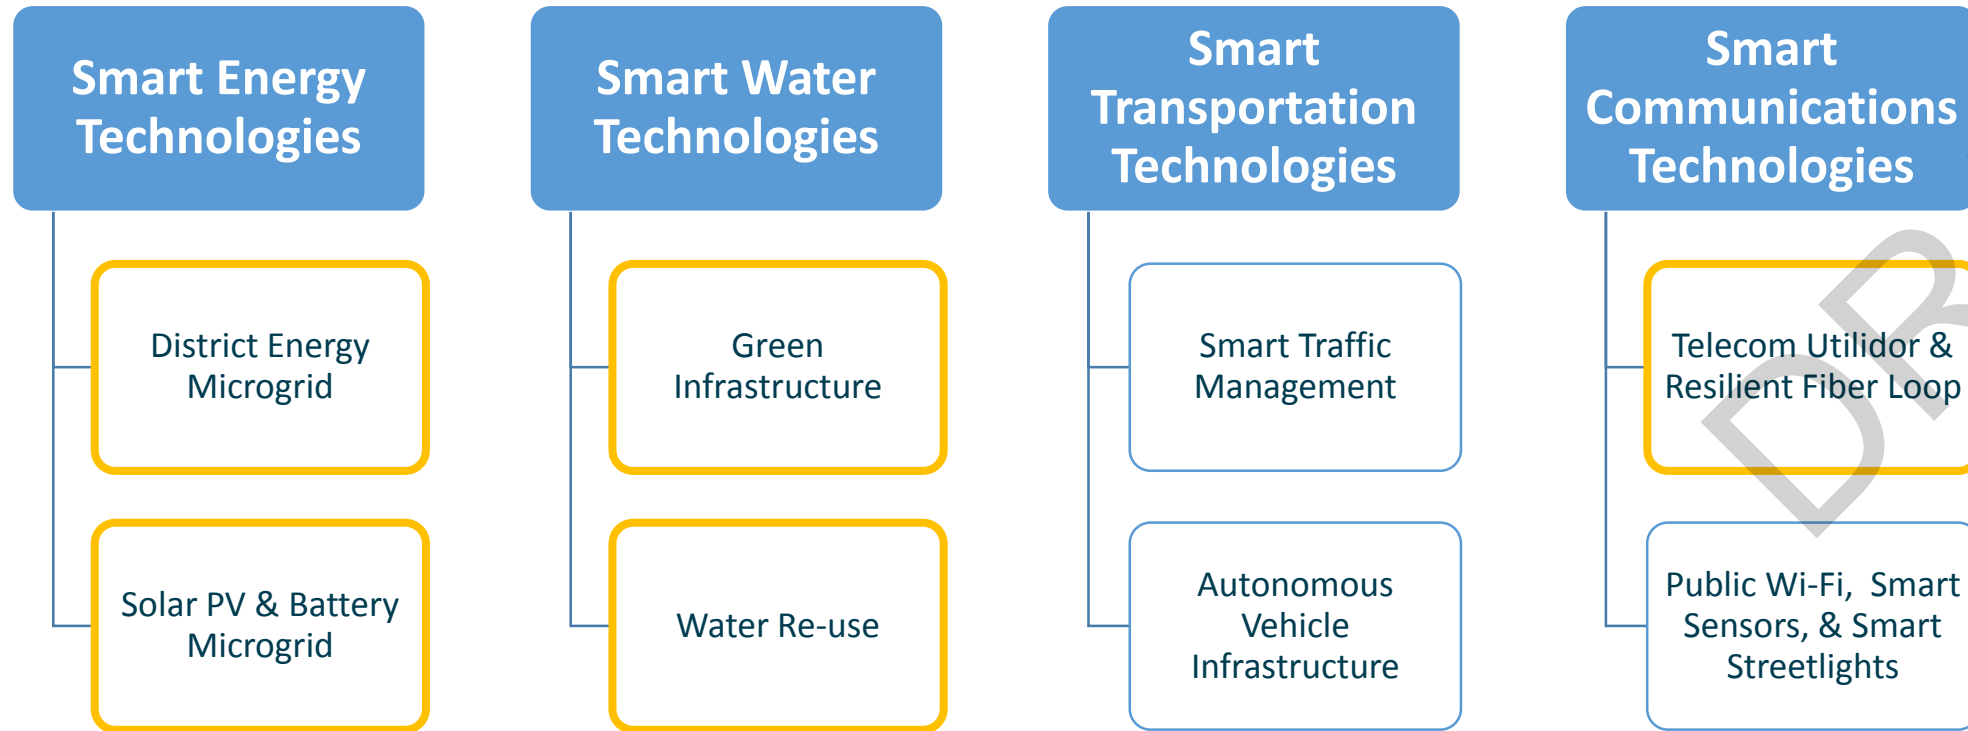 Smart Energy
Technologies
District Energy
Microgrid
Solar PV & Battery
Microgrid
Smart Water
Technologies
Green
Infrastructure
Water Re-use
Smart
Transportation
Technologies
Smart Traffic
Management
Autonomous
Vehicle
Infrastructure
Smart
Communications
Technologies
Telecom Utilidor &
Resilient Fiber Loop
Public Wi-Fi,  Smart
Sensors, & Smart
Streetlights
DR